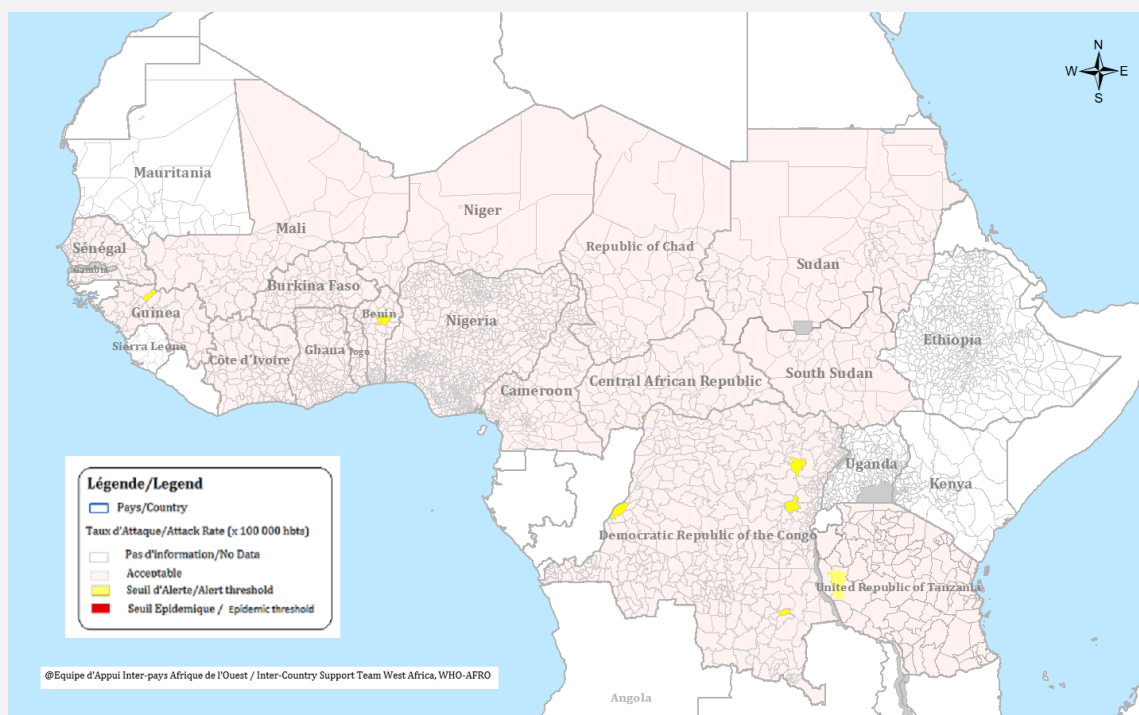 N
W E
S
Mauritania
Mali
Niger
Republic of Chad
Sudan
Sénégal
Gambia
Burkina Faso
Benin
Nigeria
Guinea
Sierra Leone
Côte d'Ivoire
Ghana
Togo
Cameroon
Central African Republic
South Sudan
Ethiopia
Uganda
Kenya
Democratic Republic of the Congo
United Republic of Tanzania
Angola
Légende/Legend
Pays/Country
Taux d'Attaque/Attack Rate (x 100 000 hbts)
Pas d'information/No Data
Acceptable
Seuil d'Alerte/Alert threshold
Seuil Epidemique / Epidemic threshold
@Equipe d'Appui Inter-pays Afrique de l'Ouest / Inter-Country Support Team West Africa, WHO-AFRO